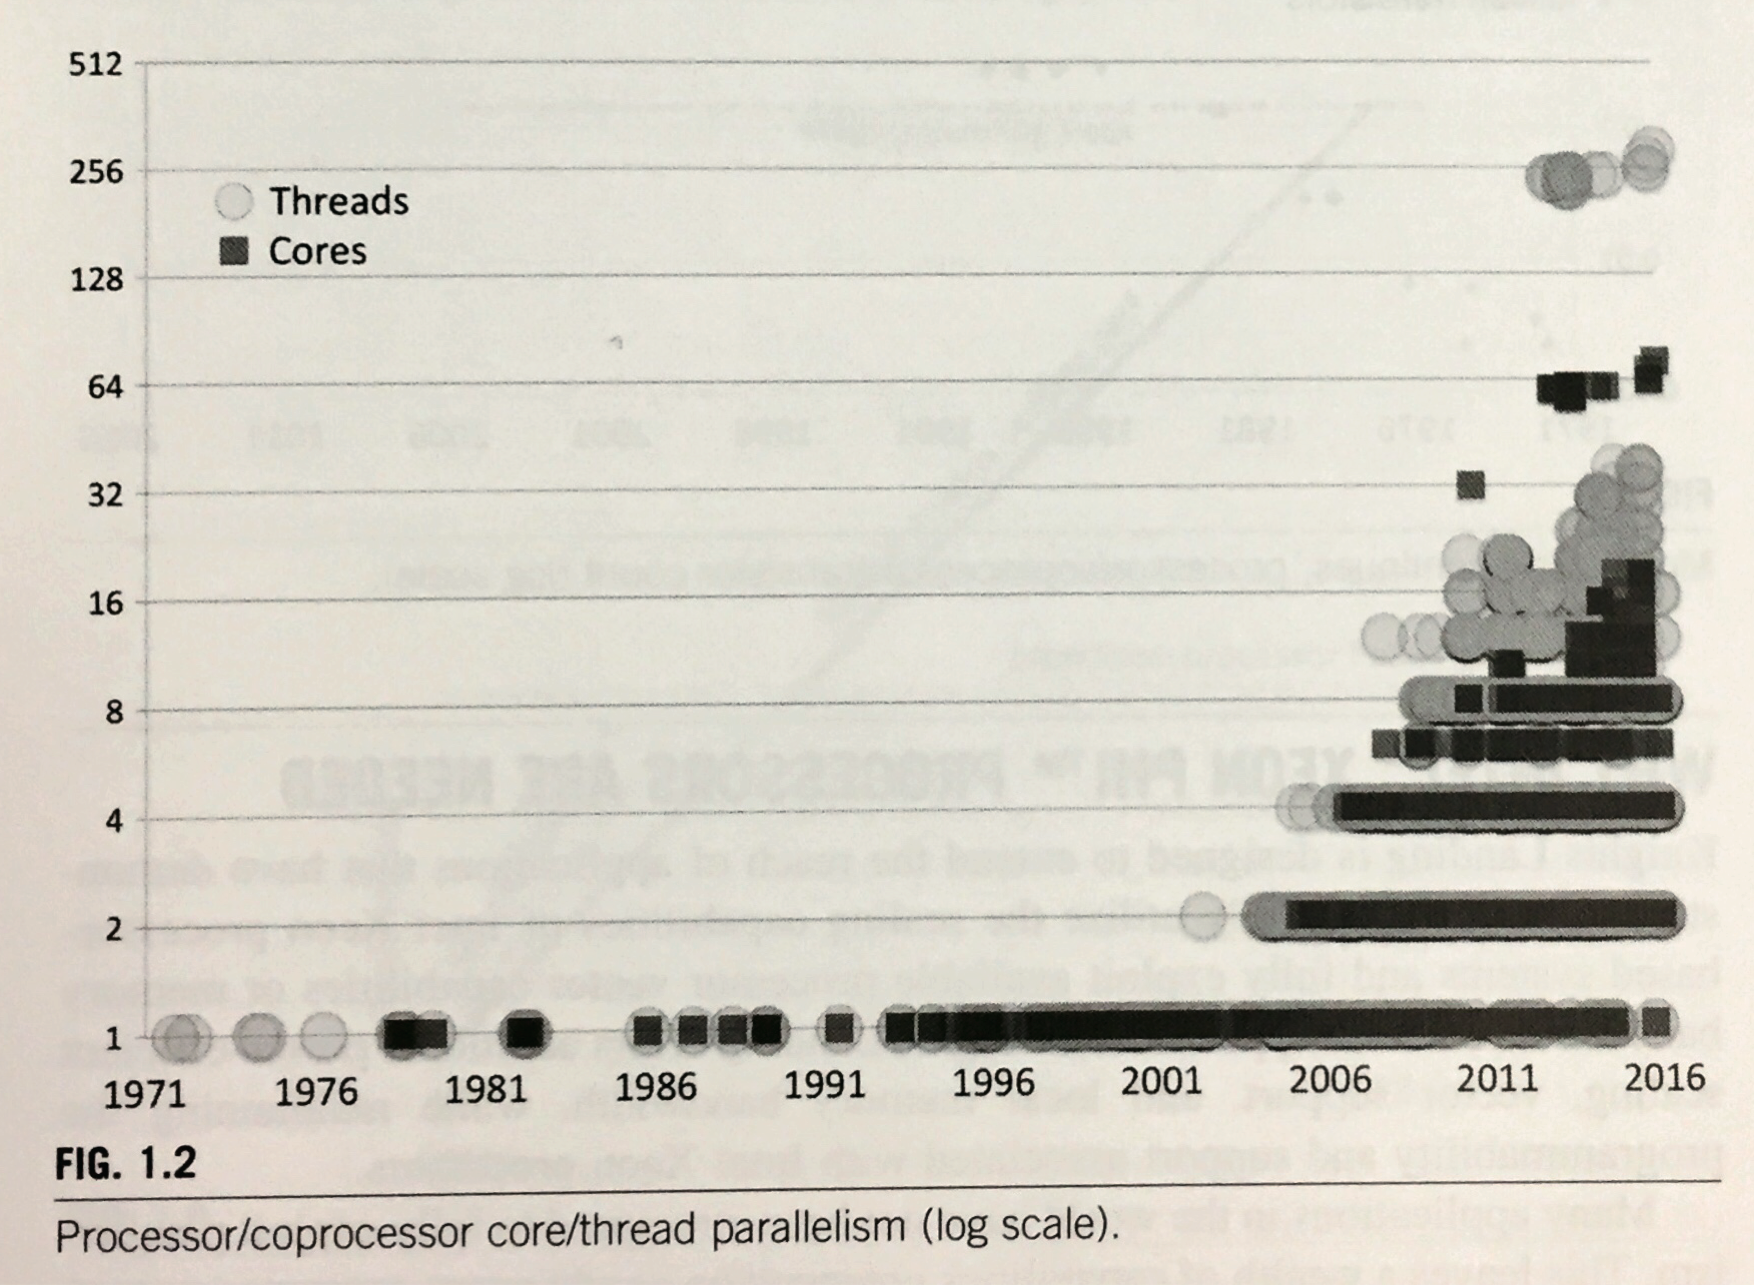 512
256
Threads
Cores
128
64
32
16
8
4
2
1
1971 1976 1981 1986 1991 1996 2001 2006 2011 2016
FIG. 1.2
Processor/coprocessor core/thread parallelism (log scale).